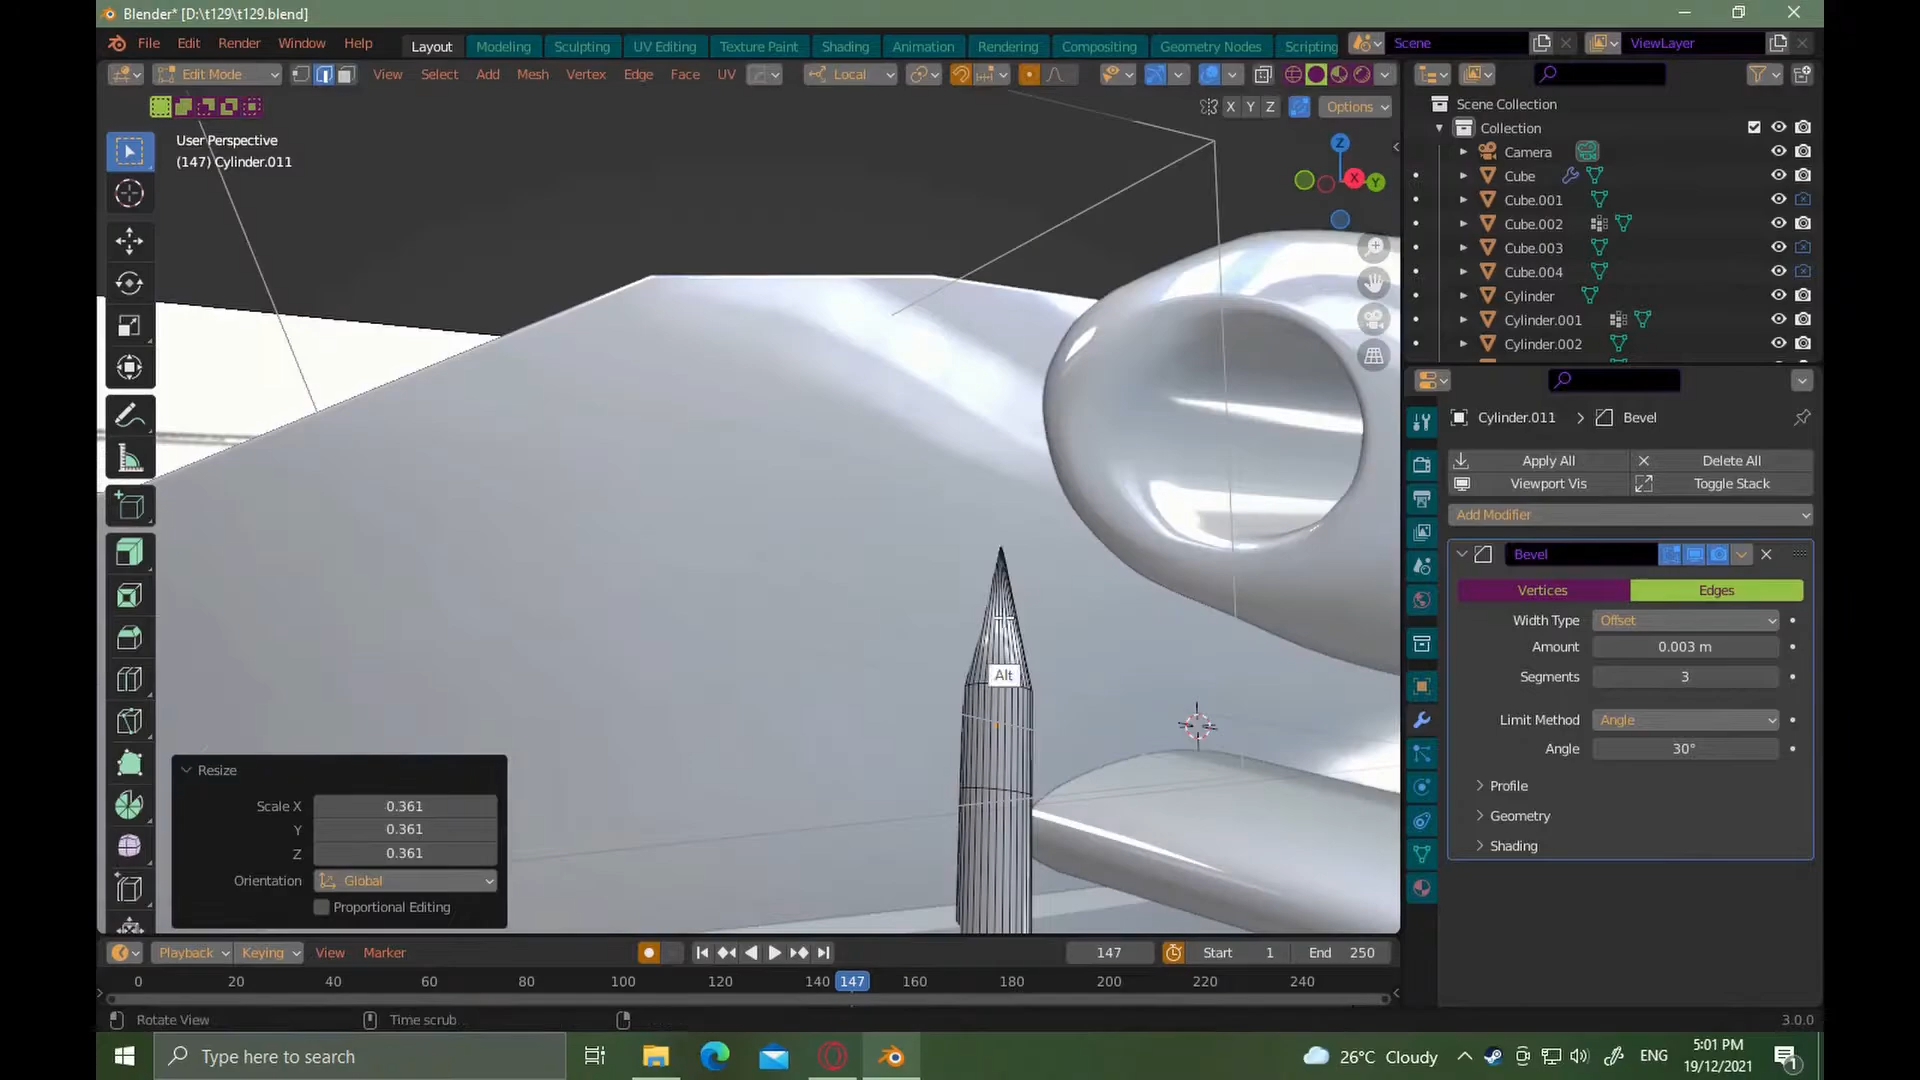 Blender* [D:\t129\t129.blend]
File Edit Render Window Help Layout Modeling Sculpting UV Editing Texture Paint Shading Animation Rendering Compositing Geometry Nodes Scripting Scene ViewLayer
Edit Mode View Select Add Mesh Vertex Edge Face UV Local
X Y Z Options
User Perspective
(147) Cylinder.011
Z
X Y
Alt
Resize
Scale X 0.361
Y 0.361
Z 0.361
Orientation Global
Proportional Editing
Scene Collection
Collection
Camera
Cube
Cube.001
Cube.002
Cube.003
Cube.004
Cylinder
Cylinder.001
Cylinder.002
Cylinder.011 > Bevel
Apply All Delete All
Viewport Vis Toggle Stack
Add Modifier
Bevel
Vertices Edges
Width Type Offset
Amount 0.003 m
Segments 3
Limit Method Angle
Angle 30°
Profile
Geometry
Shading
Playback Keying View Marker 147 Start 1 End 250
0 20 40 60 80 100 120 140 147 160 180 200 220 240
Rotate View Time scrub 3.0.0
Type here to search 26°C Cloudy ENG 5:01 PM
19/12/2021 1